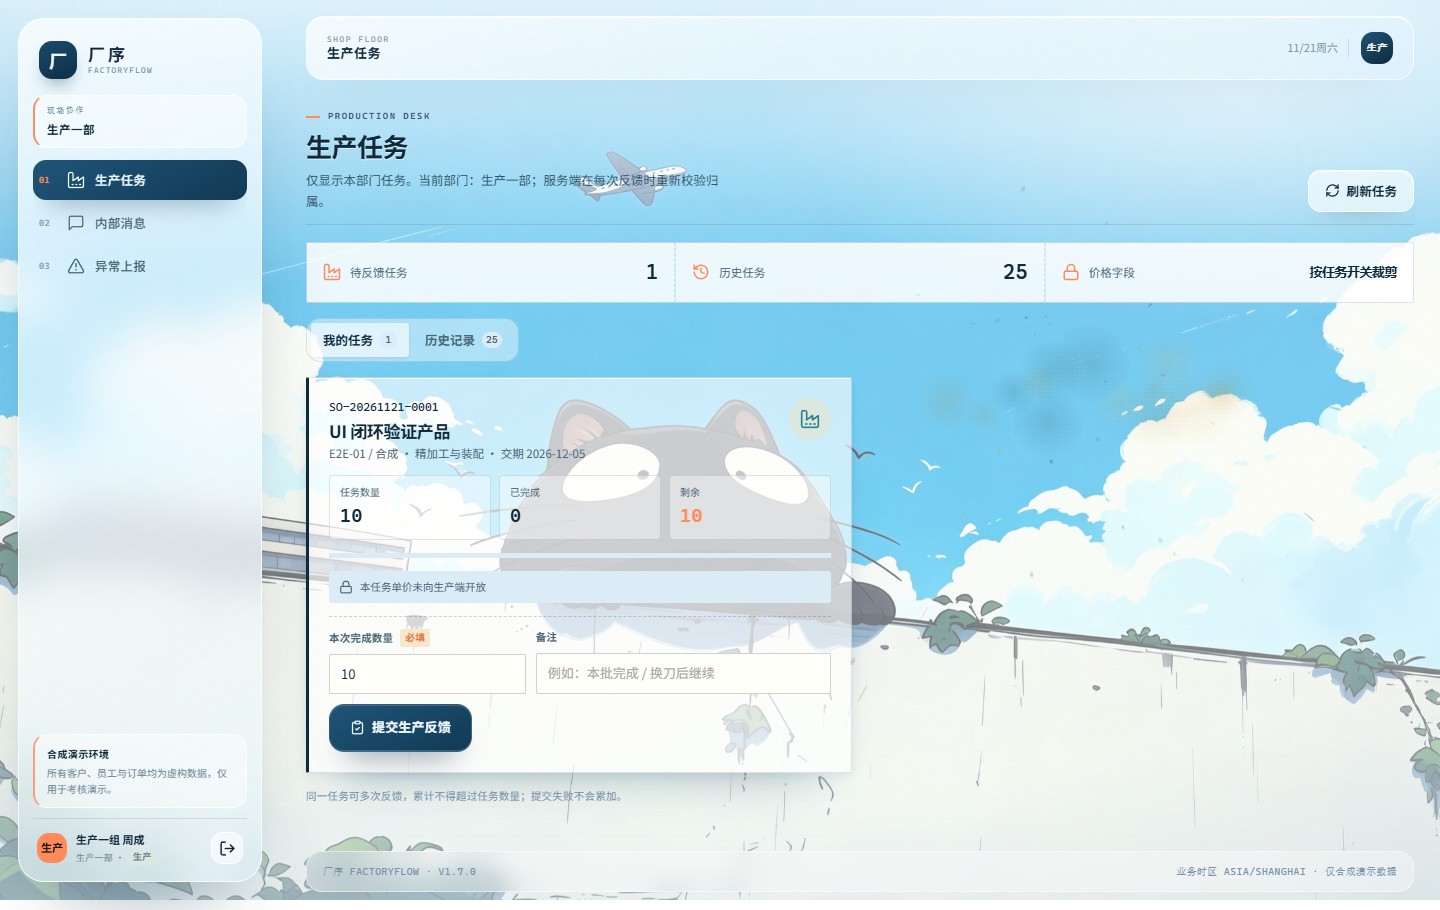 厂序
FACTORYFLOW
现场协作
生产一部
01 生产任务
02 内部消息
03 异常上报
合成演示环境
所有客户、员工与订单均为虚构数据，仅
用于考核演示。
生产 生产一组 周成
生产一部 · 生产
SHOP FLOOR
生产任务
11/21周六 生产
PRODUCTION DESK
生产任务
仅显示本部门任务。当前部门：生产一部；服务端在每次反馈时重新校验归
属。
刷新任务
待反馈任务 1
历史任务 25
价格字段 按任务开关裁剪
我的任务 1 历史记录 25
SO-20261121-0001
UI 闭环验证产品
E2E-01 / 合成 · 精加工与装配 · 交期 2026-12-05
任务数量 已完成 剩余
10 0 10
本任务单价未向生产端开放
本次完成数量 必填 备注
10 例如：本批完成 / 换刀后继续
提交生产反馈
同一任务可多次反馈，累计不得超过任务数量；提交失败不会累加。
厂序 FACTORYFLOW · V1.7.0 业务时区 ASIA/SHANGHAI · 仅合成演示数据